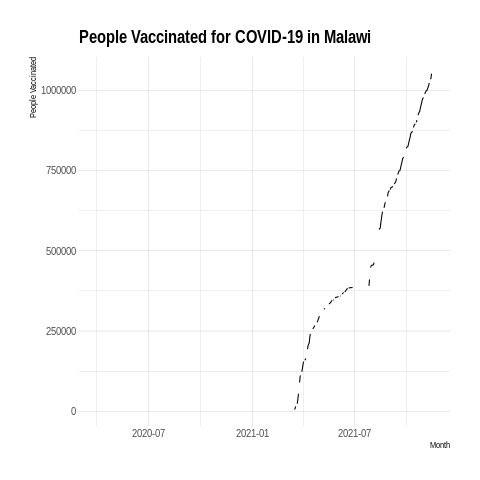 People Vaccinated for COVID-19 in Malawi
People Vaccinated
1000000
750000
500000
250000
0
2020-07 2021-01 2021-07
Month